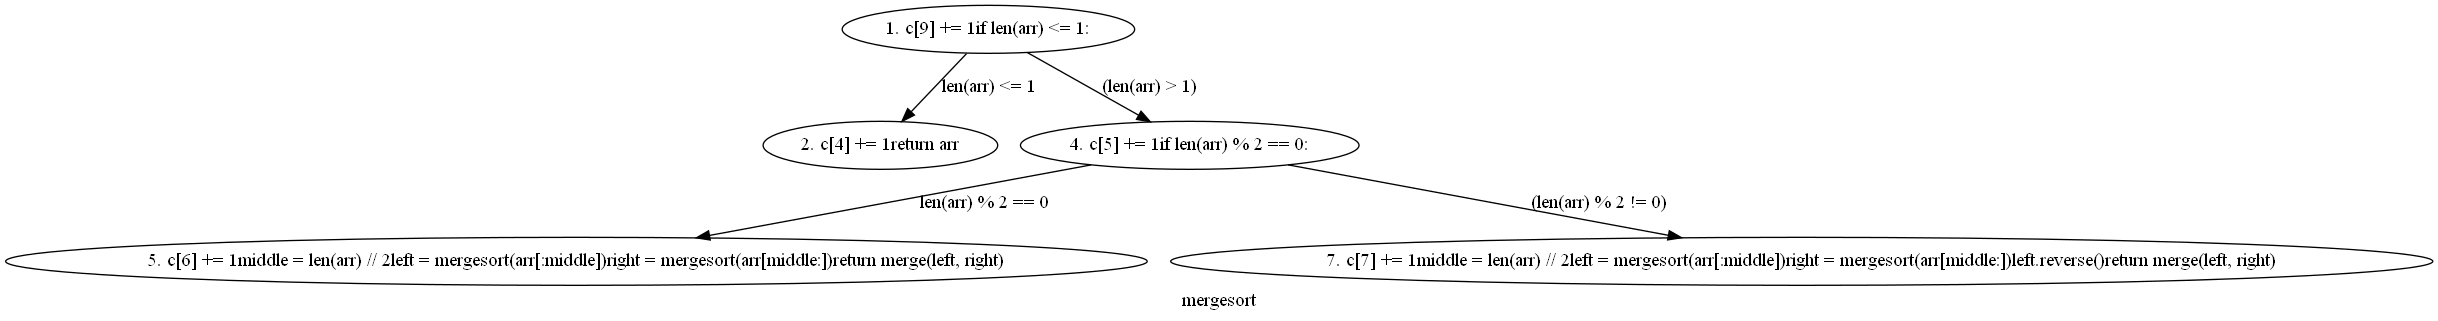 1. c[9] += 1if len(arr) <= 1:
len(arr) <= 1
(len(arr) > 1)
2. c[4] += 1return arr
4. c[5] += 1if len(arr) % 2 == 0:
len(arr) % 2 == 0
(len(arr) % 2 != 0)
5. c[6] += 1middle = len(arr) // 2left = mergesort(arr[:middle])right = mergesort(arr[middle:])return merge(left, right)
7. c[7] += 1middle = len(arr) // 2left = mergesort(arr[:middle])right = mergesort(arr[middle:])left.reverse()return merge(left, right)
mergesort